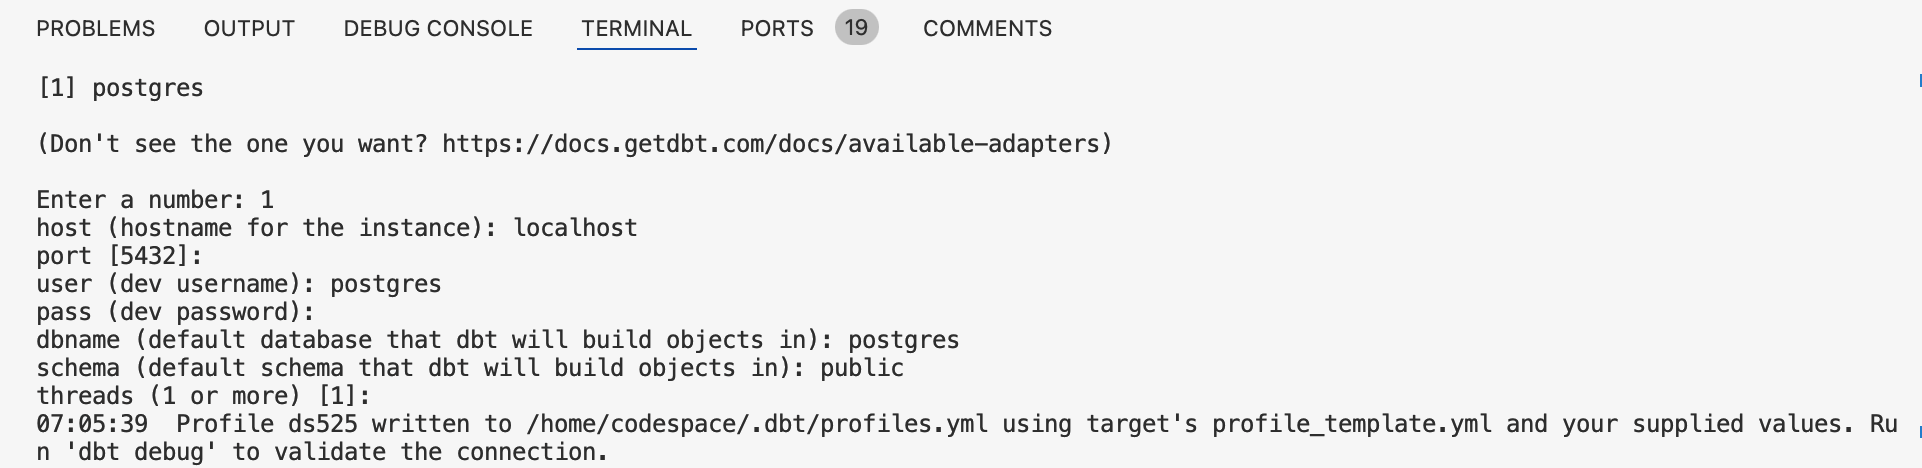 PROBLEMS OUTPUT DEBUG CONSOLE TERMINAL PORTS 19 COMMENTS
[1] postgres
(Don't see the one you want? https://docs.getdbt.com/docs/available-adapters)
Enter a number: 1
host (hostname for the instance): localhost
port [5432]:
user (dev username): postgres
pass (dev password):
dbname (default database that dbt will build objects in): postgres
schema (default schema that dbt will build objects in): public
threads (1 or more) [1]:
07:05:39  Profile ds525 written to /home/codespace/.dbt/profiles.yml using target's profile_template.yml and your supplied values. Ru
n 'dbt debug' to validate the connection.